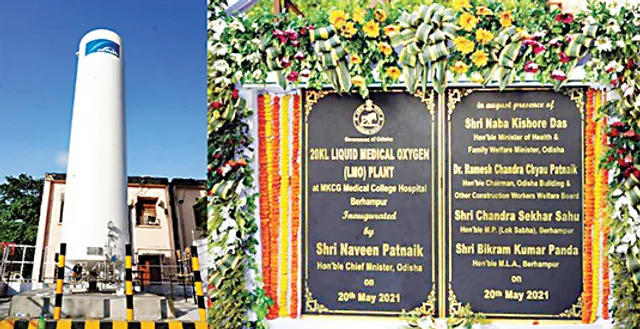 Government of Odisha
20KL LIQUID MEDICAL OXYGEN
(LMO) PLANT
at MKCG Medical College Hospital
Berhampur
Inaugurated
by
Shri Naveen Patnaik
Hon'ble Chief Mnister, Odisha
on
20th May 2021
in august presence of
Shri Naba Kishore Das
Hon'ble Minister of Health &
Family Welfare Minister, Odisha
Dr. Ramesh Chandra Chyau Patnaik
Hon'ble Chairman, Odisha Building &
Other Construction Workers Welfare Board
Shri Chandra Sekhar Sahu
Hon'ble M.P. (Lok Sabha), Berhampur
Shri Bikram Kumar Panda
Hon'ble M.L.A., Berhampur
on
20th May 2021